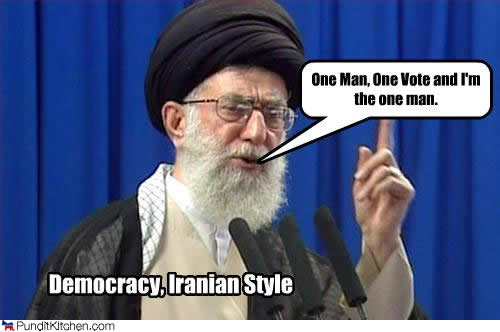 One Man, One Vote and I'm
the one man.
Democracy, Iranian Style
PunditKitchen.com